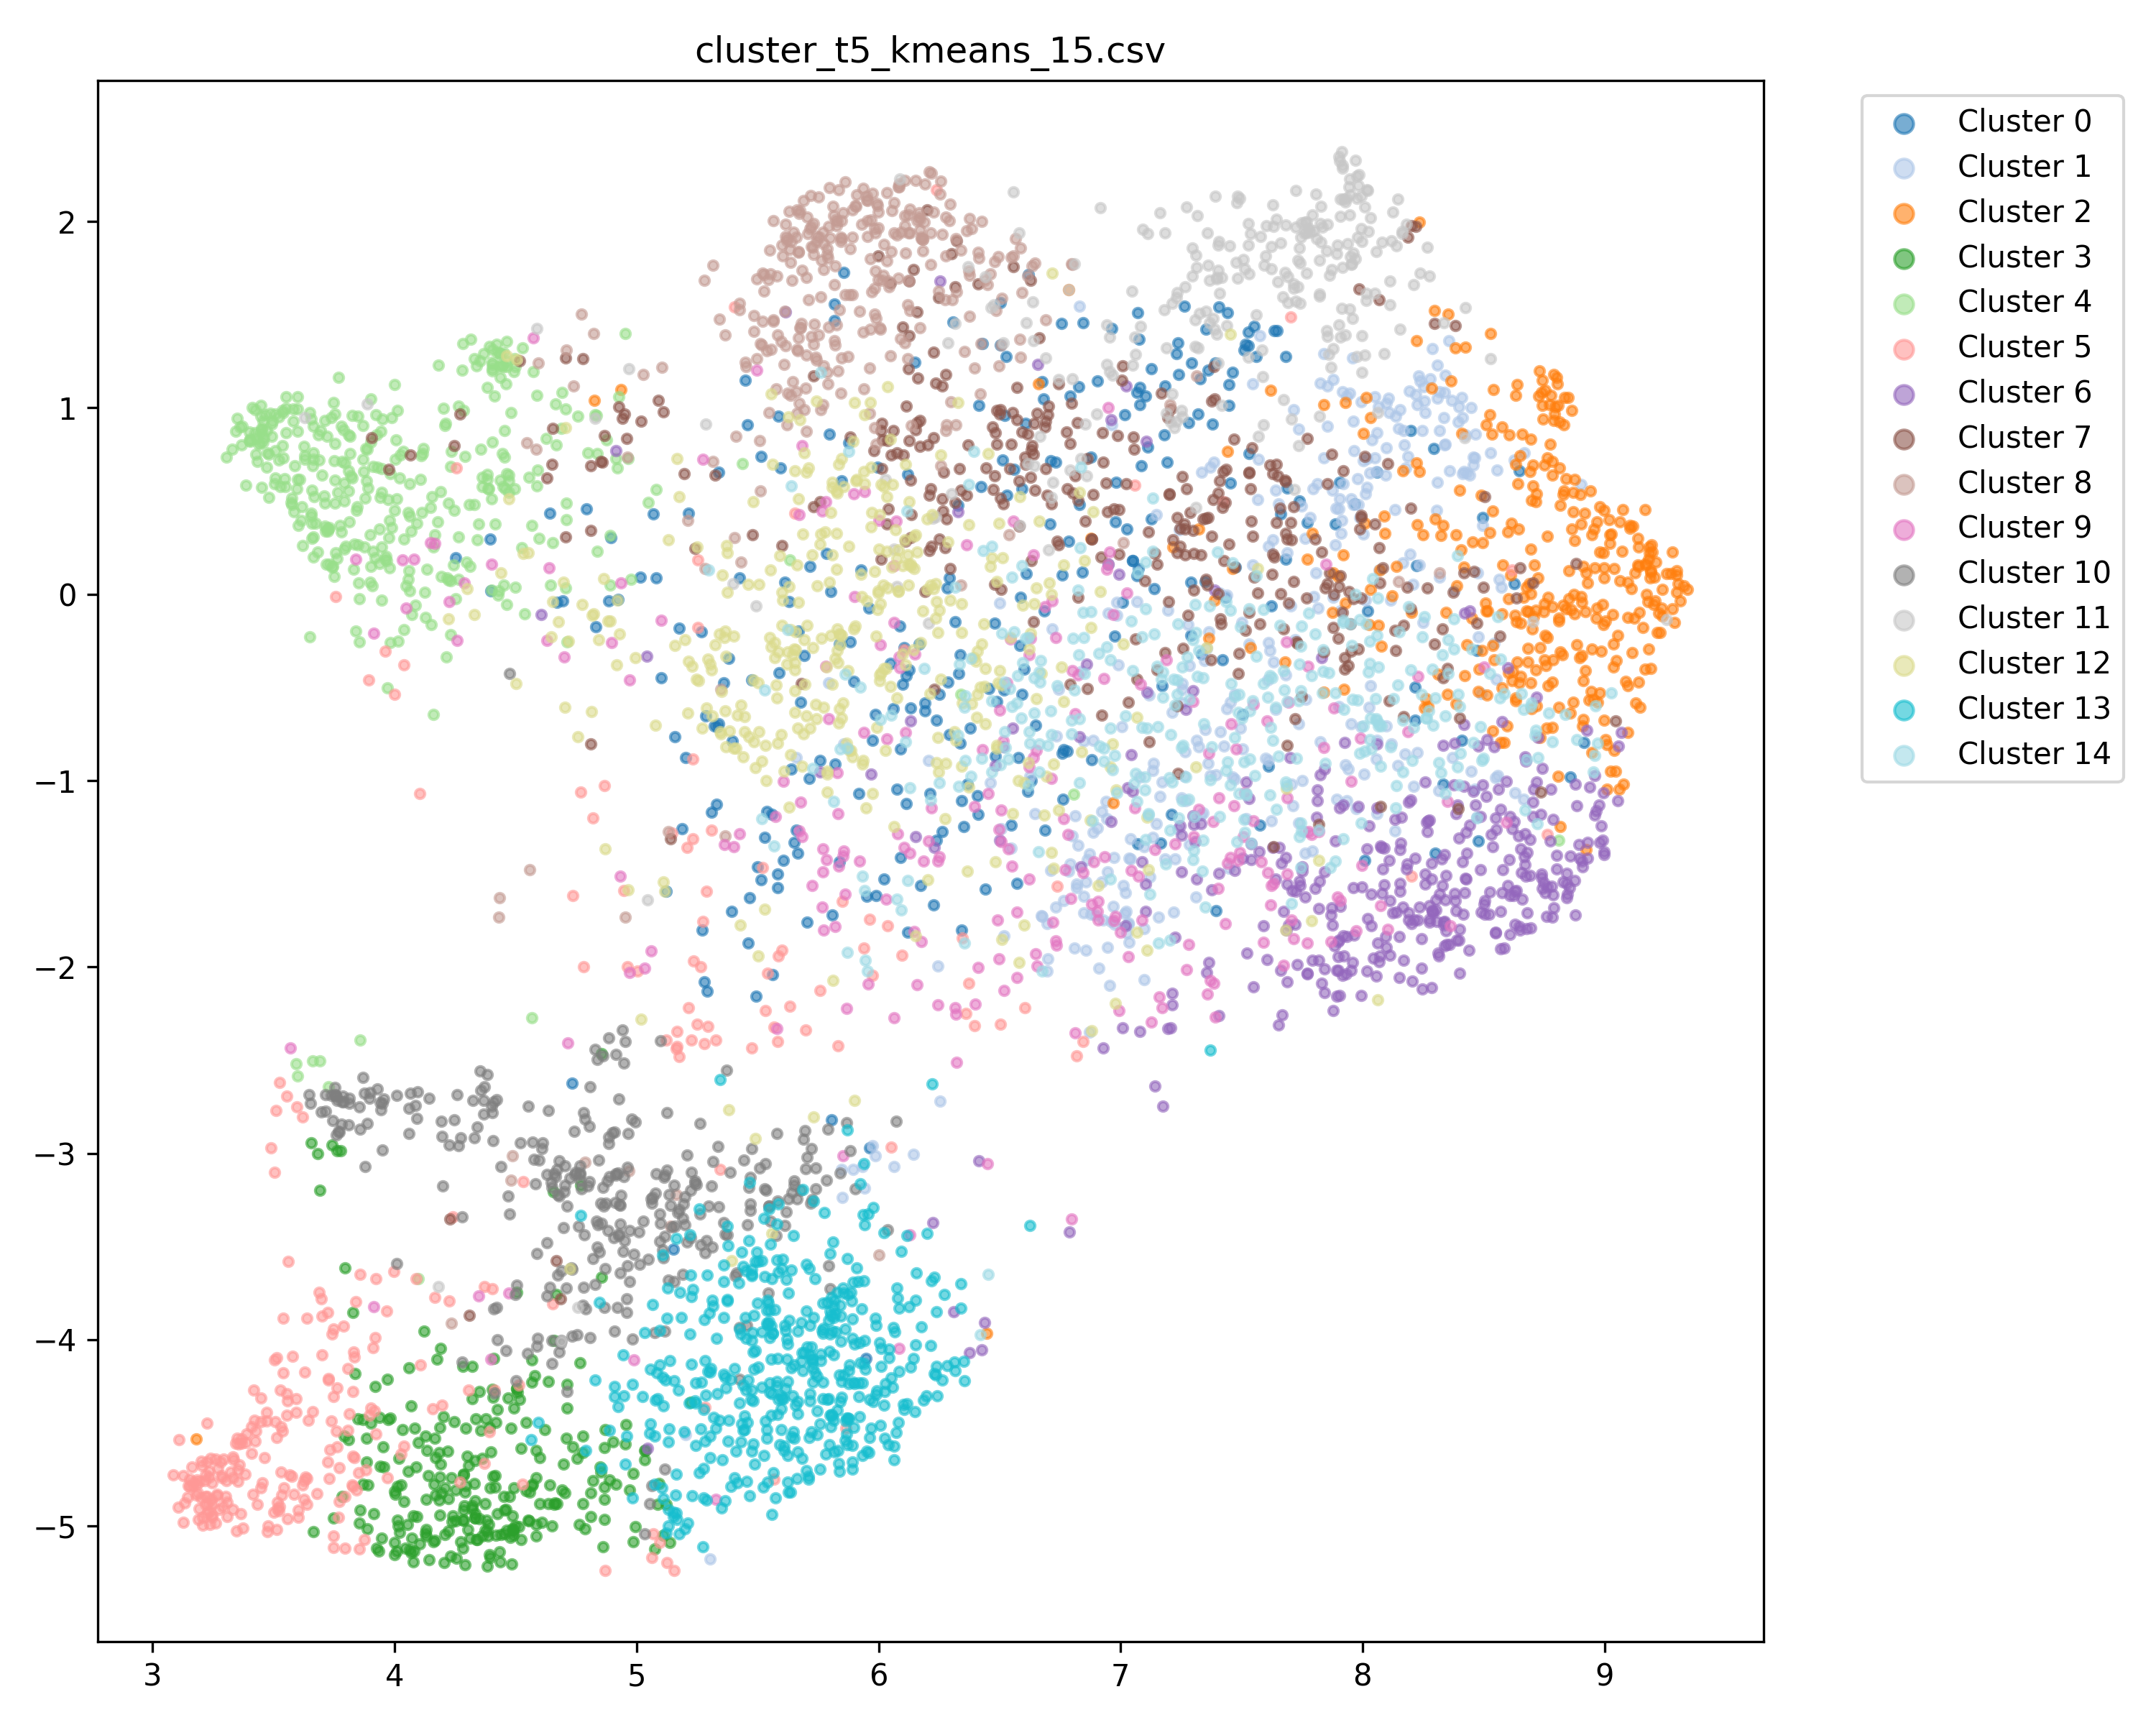 cluster_t5_kmeans_15.csv
2
1
0
−1
−2
−3
−4
−5
3 4 5 6 7 8 9
Cluster 0
Cluster 1
Cluster 2
Cluster 3
Cluster 4
Cluster 5
Cluster 6
Cluster 7
Cluster 8
Cluster 9
Cluster 10
Cluster 11
Cluster 12
Cluster 13
Cluster 14